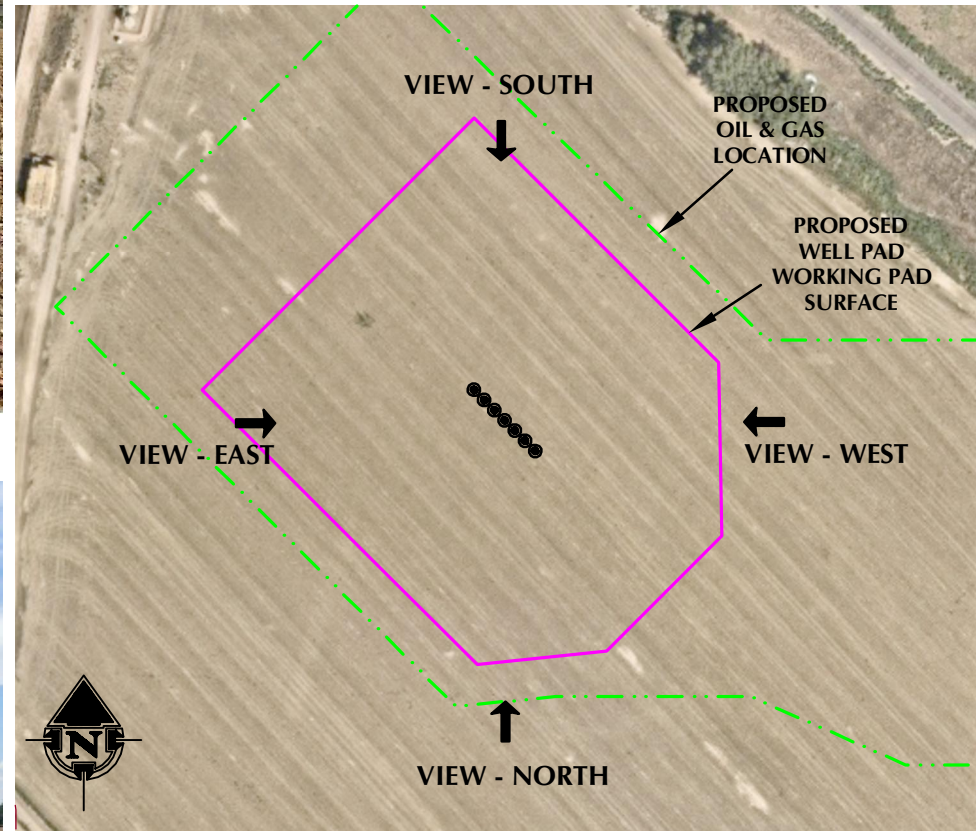 VIEW - SOUTH
PROPOSED
OIL & GAS
LOCATION
PROPOSED
WELL PAD
WORKING PAD
SURFACE
VIEW - EAST
VIEW - WEST
N
VIEW - NORTH